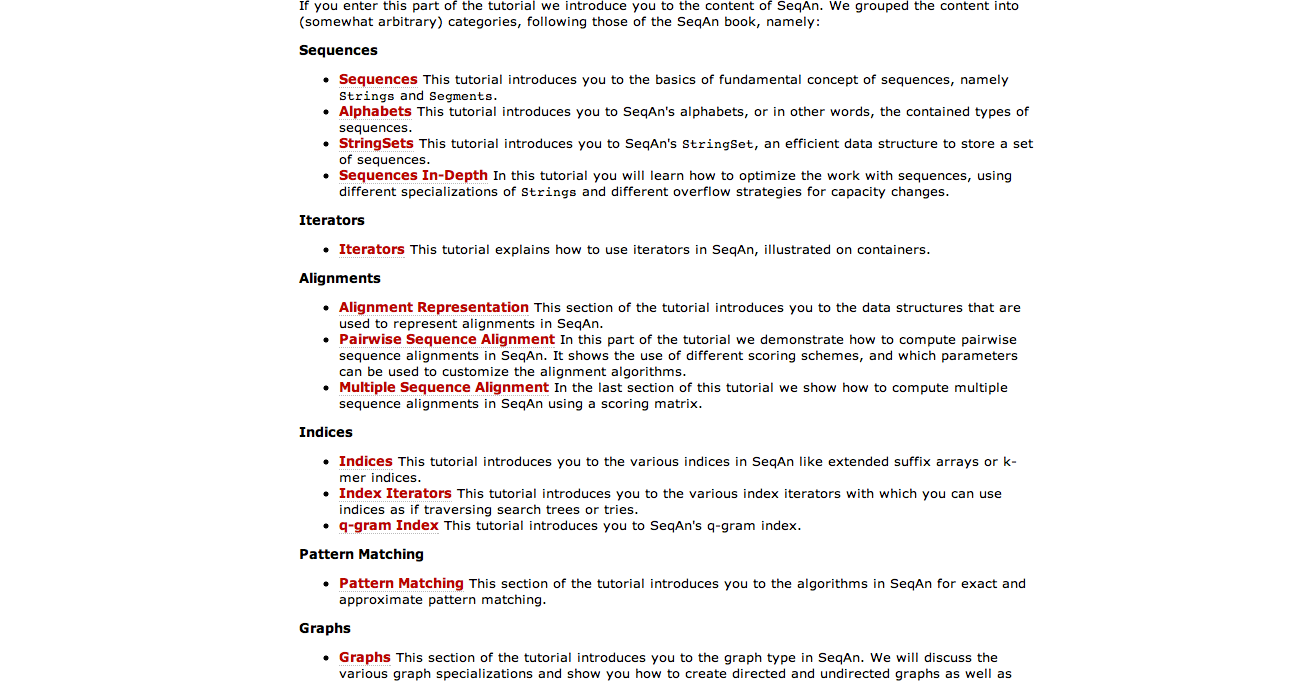 If you enter this part of the tutorial we introduce you to the content of SeqAn. We grouped the content into
(somewhat arbitrary) categories, following those of the SeqAn book, namely:
Sequences
• Sequences This tutorial introduces you to the basics of fundamental concept of sequences, namely
Strings and Segments.
• Alphabets This tutorial introduces you to SeqAn's alphabets, or in other words, the contained types of
sequences.
• StringSets This tutorial introduces you to SeqAn's StringSet, an efficient data structure to store a set
of sequences.
• Sequences In-Depth In this tutorial you will learn how to optimize the work with sequences, using
different specializations of Strings and different overflow strategies for capacity changes.
Iterators
• Iterators This tutorial explains how to use iterators in SeqAn, illustrated on containers.
Alignments
• Alignment Representation This section of the tutorial introduces you to the data structures that are
used to represent alignments in SeqAn.
• Pairwise Sequence Alignment In this part of the tutorial we demonstrate how to compute pairwise
sequence alignments in SeqAn. It shows the use of different scoring schemes, and which parameters
can be used to customize the alignment algorithms.
• Multiple Sequence Alignment In the last section of this tutorial we show how to compute multiple
sequence alignments in SeqAn using a scoring matrix.
Indices
• Indices This tutorial introduces you to the various indices in SeqAn like extended suffix arrays or k-
mer indices.
• Index Iterators This tutorial introduces you to the various index iterators with which you can use
indices as if traversing search trees or tries.
• q-gram Index This tutorial introduces you to SeqAn's q-gram index.
Pattern Matching
• Pattern Matching This section of the tutorial introduces you to the algorithms in SeqAn for exact and
approximate pattern matching.
Graphs
• Graphs This section of the tutorial introduces you to the graph type in SeqAn. We will discuss the
various graph specializations and show you how to create directed and undirected graphs as well as